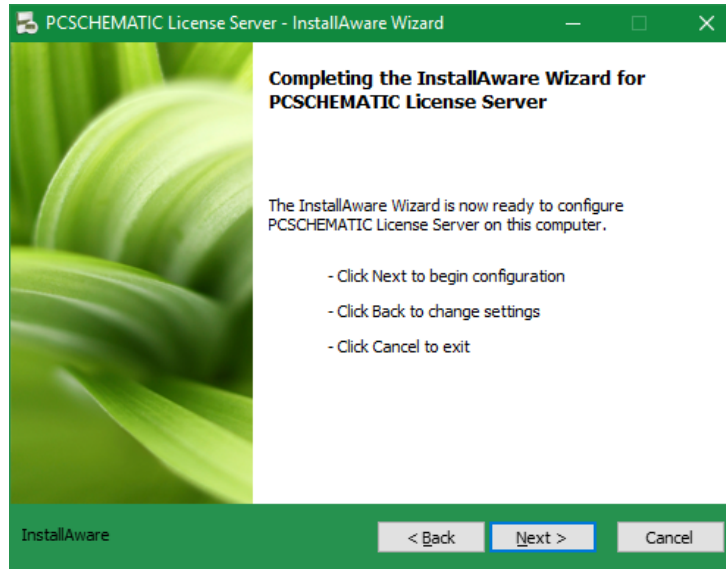 PCSCHEMATIC License Server - InstallAware Wizard
Completing the InstallAware Wizard for
PCSCHEMATIC License Server
The InstallAware Wizard is now ready to configure
PCSCHEMATIC License Server on this computer.
- Click Next to begin configuration
- Click Back to change settings
- Click Cancel to exit
InstallAware
< Back
Next >
Cancel